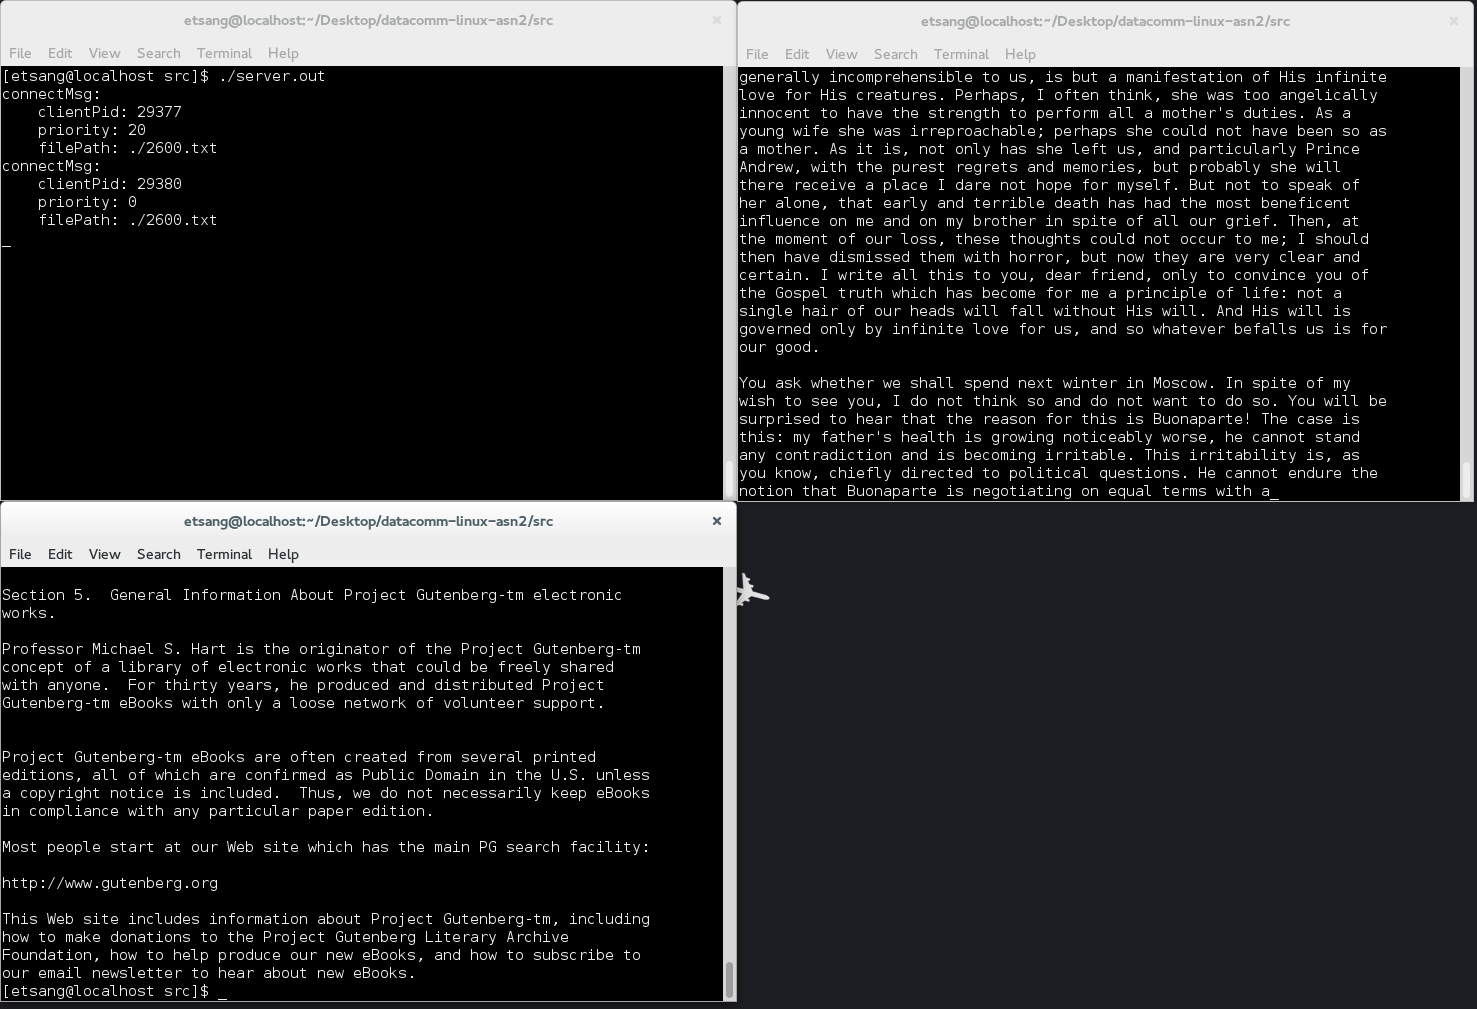 etsang@localhost:~/Desktop/datacomm-linux-asn2/src
File Edit View Search Terminal Help
[etsang@localhost src]$ ./server.out
connectMsg:
    clientPid: 29377
    priority: 20
    filePath: ./2600.txt
connectMsg:
    clientPid: 29380
    priority: 0
    filePath: ./2600.txt
_
etsang@localhost:~/Desktop/datacomm-linux-asn2/src
File Edit View Search Terminal Help
generally incomprehensible to us, is but a manifestation of His infinite
love for His creatures. Perhaps, I often think, she was too angelically
innocent to have the strength to perform all a mother's duties. As a
young wife she was irreproachable; perhaps she could not have been so as
a mother. As it is, not only has she left us, and particularly Prince
Andrew, with the purest regrets and memories, but probably she will
there receive a place I dare not hope for myself. But not to speak of
her alone, that early and terrible death has had the most beneficent
influence on me and on my brother in spite of all our grief. Then, at
the moment of our loss, these thoughts could not occur to me; I should
then have dismissed them with horror, but now they are very clear and
certain. I write all this to you, dear friend, only to convince you of
the Gospel truth which has become for me a principle of life: not a
single hair of our heads will fall without His will. And His will is
governed only by infinite love for us, and so whatever befalls us is for
our good.

You ask whether we shall spend next winter in Moscow. In spite of my
wish to see you, I do not think so and do not want to do so. You will be
surprised to hear that the reason for this is Buonaparte! The case is
this: my father's health is growing noticeably worse, he cannot stand
any contradiction and is becoming irritable. This irritability is, as
you know, chiefly directed to political questions. He cannot endure the
notion that Buonaparte is negotiating on equal terms with a_
etsang@localhost:~/Desktop/datacomm-linux-asn2/src
File Edit View Search Terminal Help
Section 5.  General Information About Project Gutenberg-tm electronic
works.

Professor Michael S. Hart is the originator of the Project Gutenberg-tm
concept of a library of electronic works that could be freely shared
with anyone.  For thirty years, he produced and distributed Project
Gutenberg-tm eBooks with only a loose network of volunteer support.


Project Gutenberg-tm eBooks are often created from several printed
editions, all of which are confirmed as Public Domain in the U.S. unless
a copyright notice is included.  Thus, we do not necessarily keep eBooks
in compliance with any particular paper edition.

Most people start at our Web site which has the main PG search facility:

http://www.gutenberg.org

This Web site includes information about Project Gutenberg-tm, including
how to make donations to the Project Gutenberg Literary Archive
Foundation, how to help produce our new eBooks, and how to subscribe to
our email newsletter to hear about new eBooks.
[etsang@localhost src]$ _